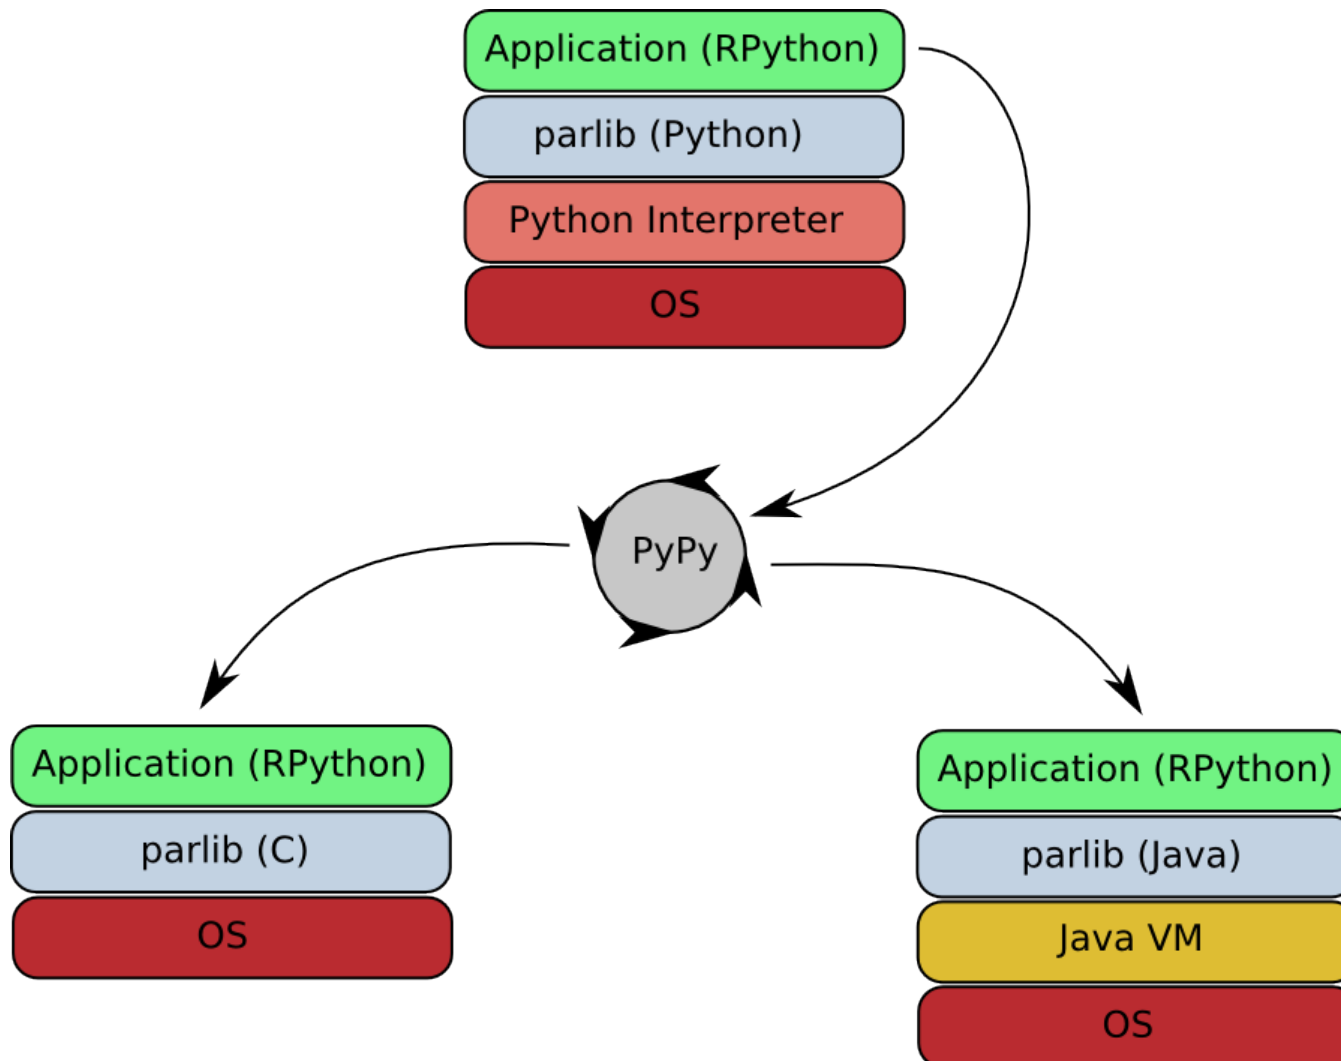 Application (RPython)
parlib (Python)
Python Interpreter
OS
PyPy
Application (RPython)
parlib (C)
OS
Application (RPython)
parlib (Java)
Java VM
OS